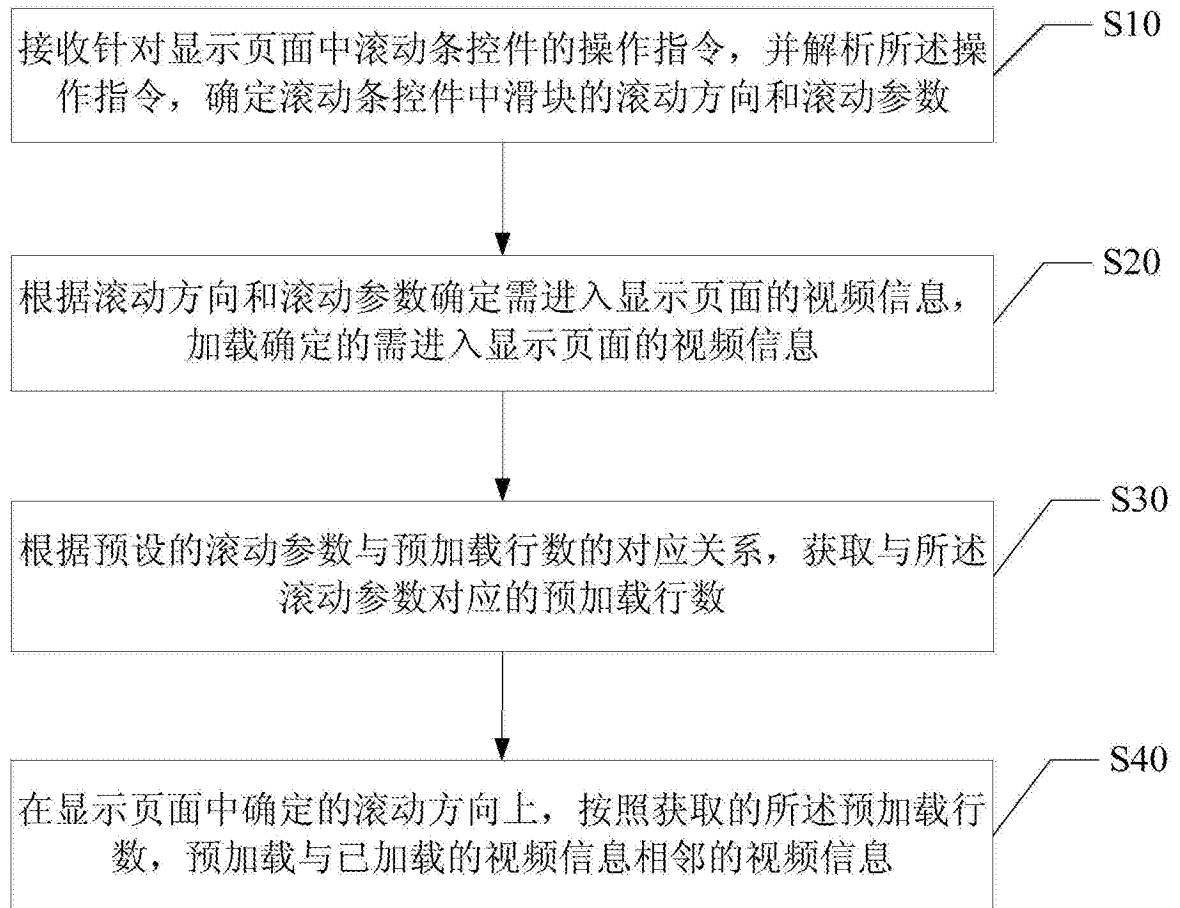 接收针对显示页面中滚动条控件的操作指令，并解析所述操
作指令，确定滚动条控件中滑块的滚动方向和滚动参数
S10
根据滚动方向和滚动参数确定需进入显示页面的视频信息，
加载确定的需进入显示页面的视频信息
S20
根据预设的滚动参数与预加载行数的对应关系，获取与所述
滚动参数对应的预加载行数
S30
在显示页面中确定的滚动方向上，按照获取的所述预加载行
数，预加载与已加载的视频信息相邻的视频信息
S40